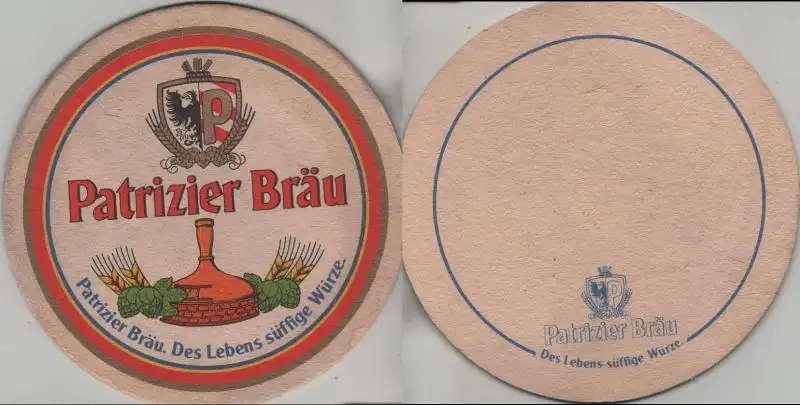 P
Patrizier Bräu
Patrizier Bräu. Des Lebens süffige Würze.
P
Patrizier Bräu
Des Lebens süffige Würze.